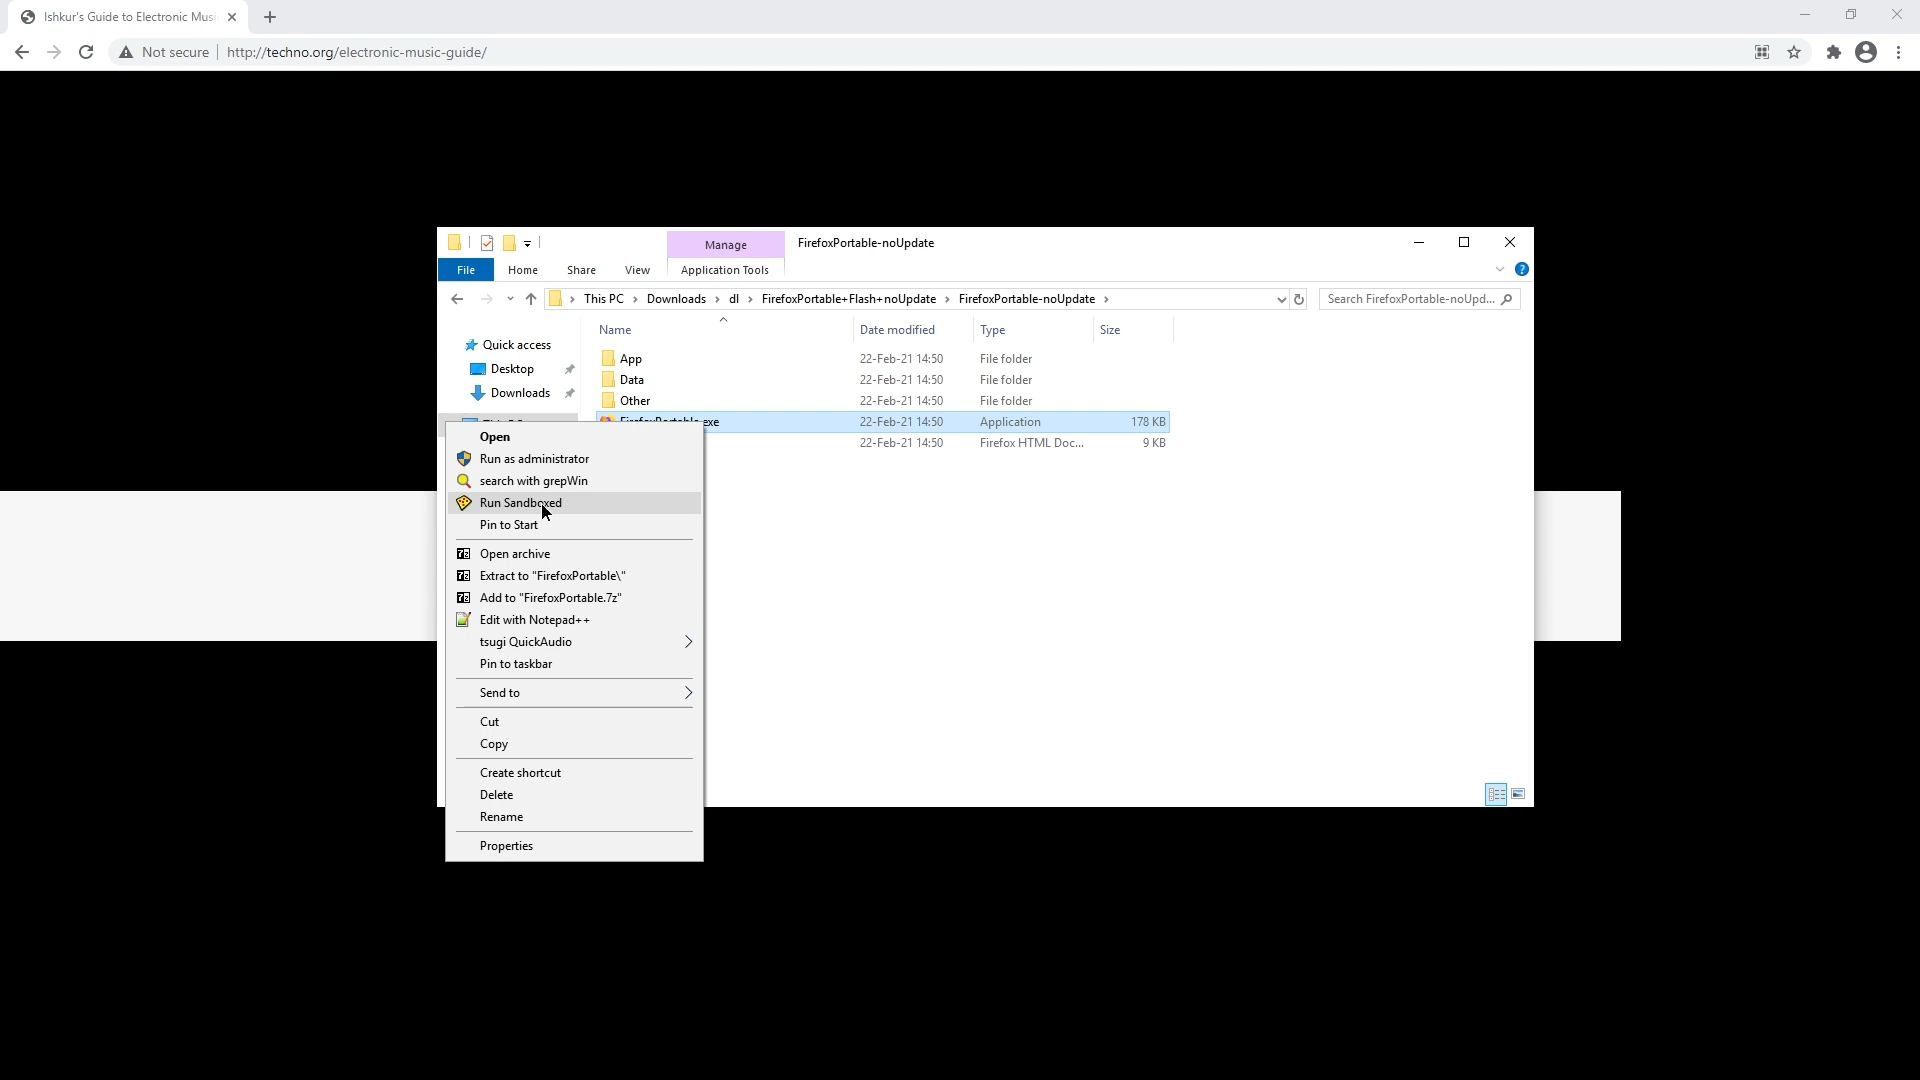 Ishkur's Guide to Electronic Musi
Not secure
http://techno.org/electronic-music-guide/
Manage
FirefoxPortable-noUpdate
File
Home
Share
View
Application Tools
This PC > Downloads > dl > FirefoxPortable+Flash+noUpdate > FirefoxPortable-noUpdate >
Search FirefoxPortable-noUpd...
Name
Date modified
Type
Size
Quick access
Desktop
Downloads
App 22-Feb-21 14:50 File folder
Data 22-Feb-21 14:50 File folder
Other 22-Feb-21 14:50 File folder
FirefoxPortable.exe 22-Feb-21 14:50 Application 178 KB
22-Feb-21 14:50 Firefox HTML Doc... 9 KB
Open
Run as administrator
search with grepWin
Run Sandboxed
Pin to Start
Open archive
Extract to "FirefoxPortable\"
Add to "FirefoxPortable.7z"
Edit with Notepad++
tsugi QuickAudio
Pin to taskbar
Send to
Cut
Copy
Create shortcut
Delete
Rename
Properties